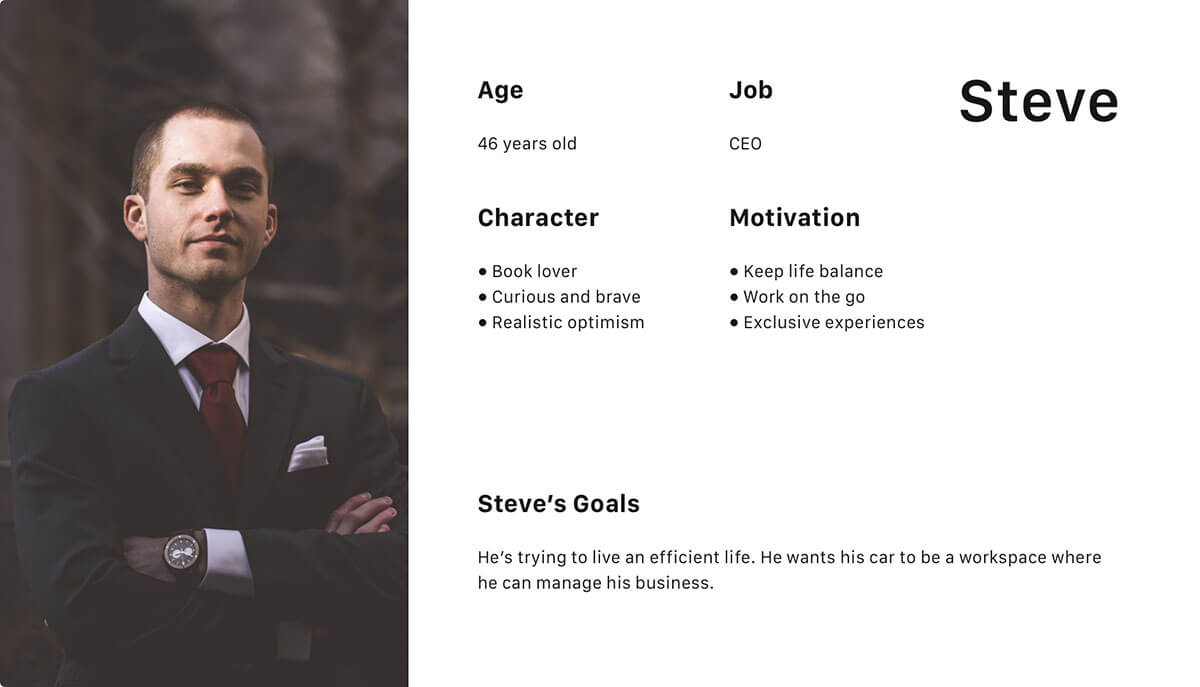 Steve
Age
46 years old
Job
CEO
Character
● Book lover
● Curious and brave
● Realistic optimism
Motivation
● Keep life balance
● Work on the go
● Exclusive experiences
Steve’s Goals
He’s trying to live an efficient life. He wants his car to be a workspace where
he can manage his business.